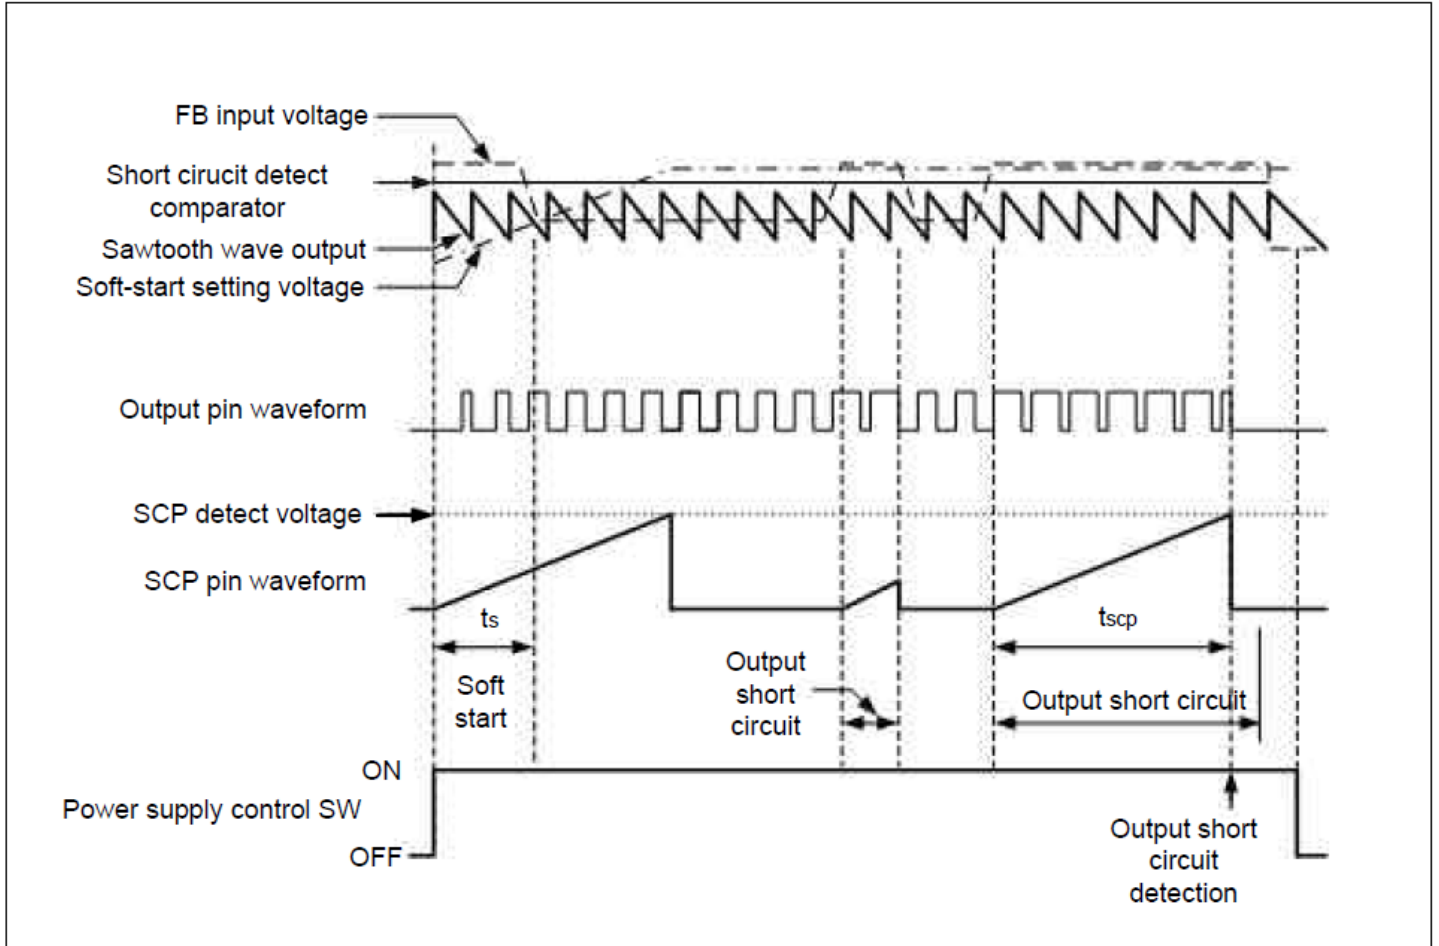 FB input voltage
Short cirucit detect
comparator
Sawtooth wave output
Soft-start setting voltage
Output pin waveform
SCP detect voltage
SCP pin waveform
ts
Soft
start
Output
short
circuit
tscp
Output short circuit
ON
Power supply control SW
OFF
Output short
circuit
detection